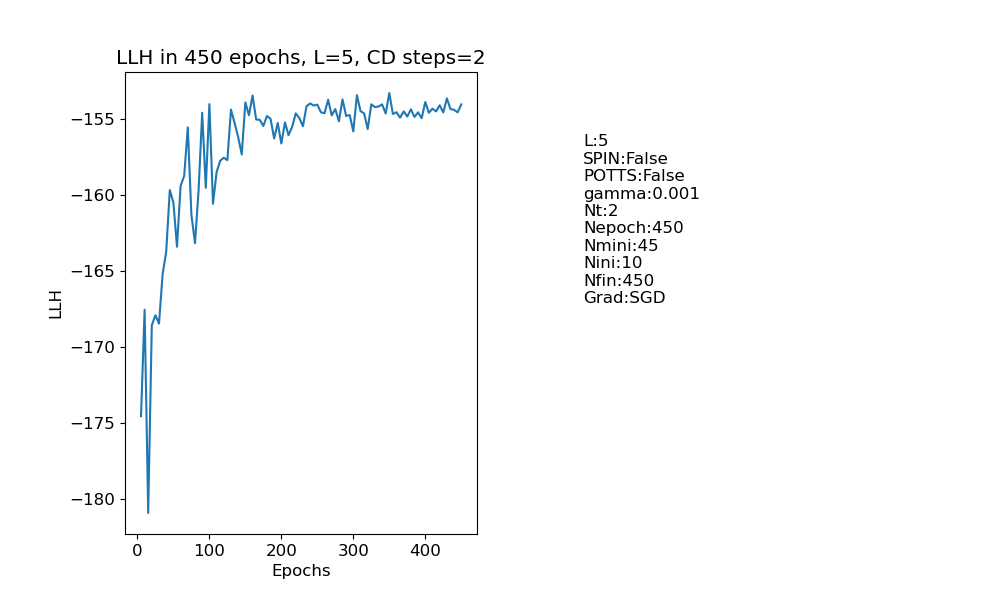 LLH in 450 epochs, L=5, CD steps=2
LLH
−155
−160
−165
−170
−175
−180
0 100 200 300 400
Epochs
L:5
SPIN:False
POTTS:False
gamma:0.001
Nt:2
Nepoch:450
Nmini:45
Nini:10
Nfin:450
Grad:SGD